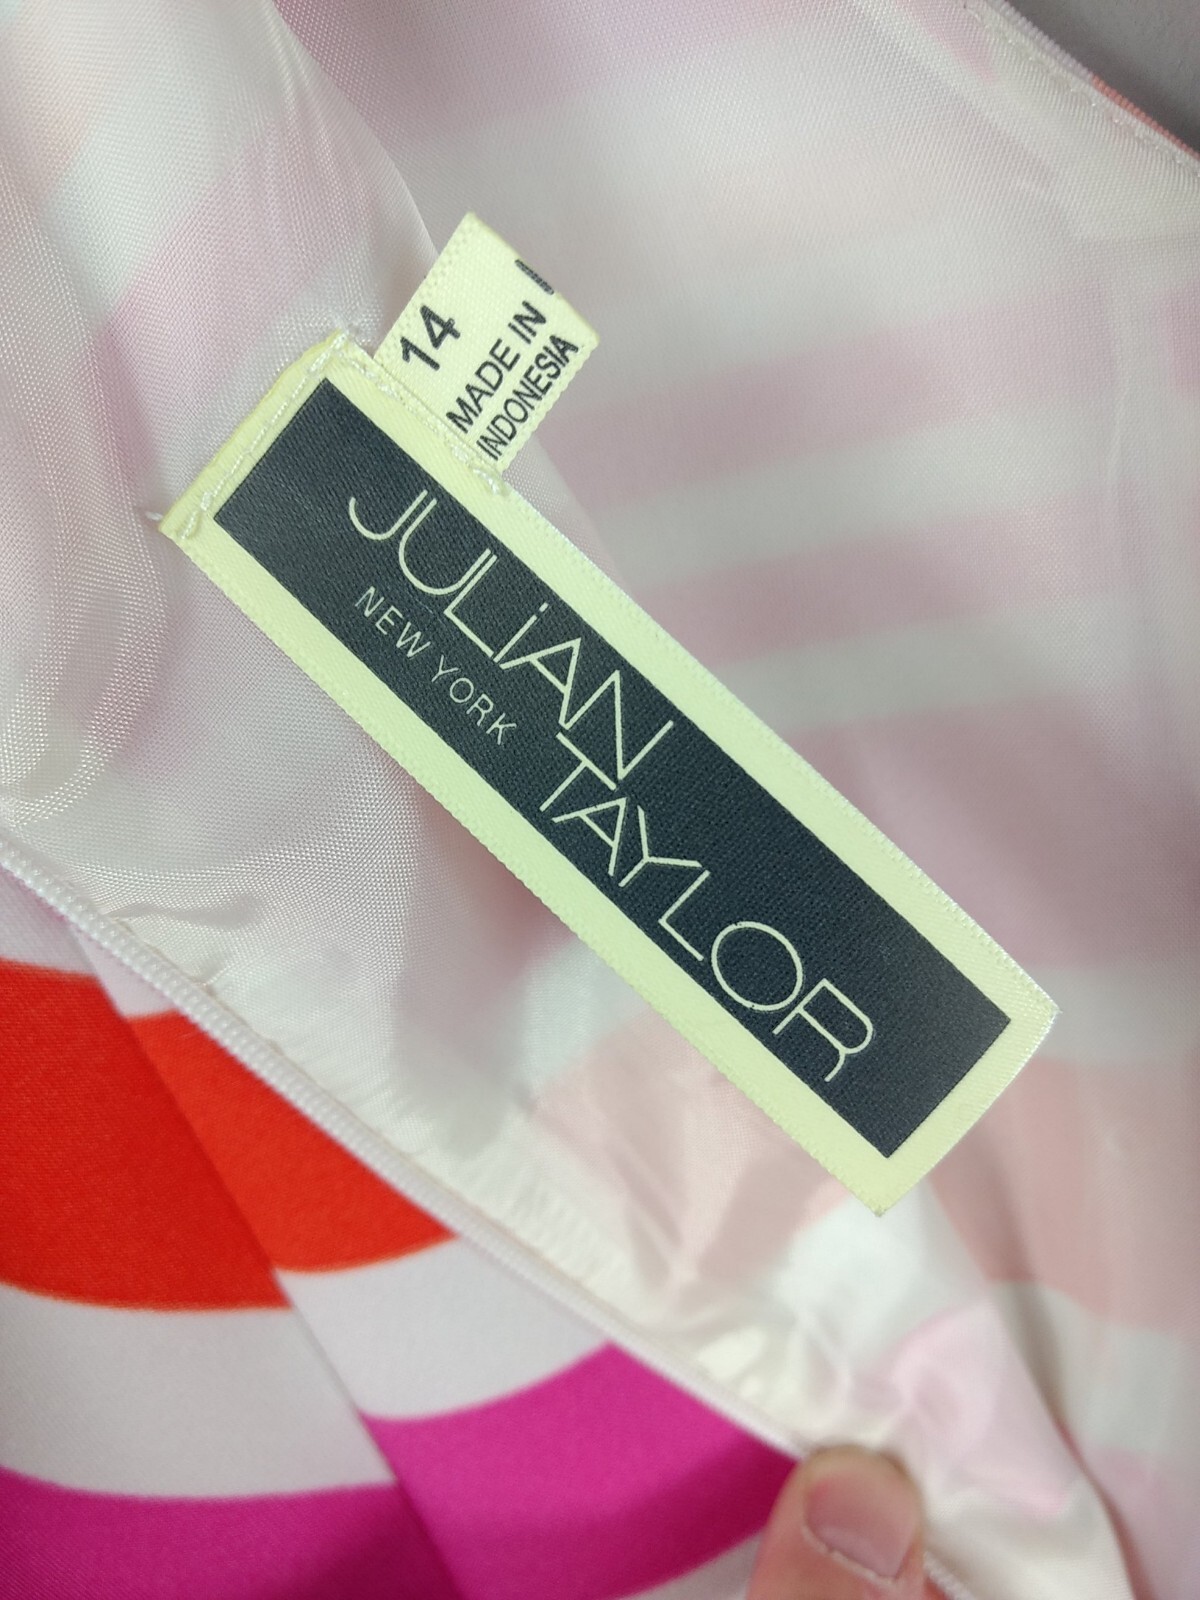 14
MADE IN
INDONESIA
JULiAN
NEW YORK
TAYLOR